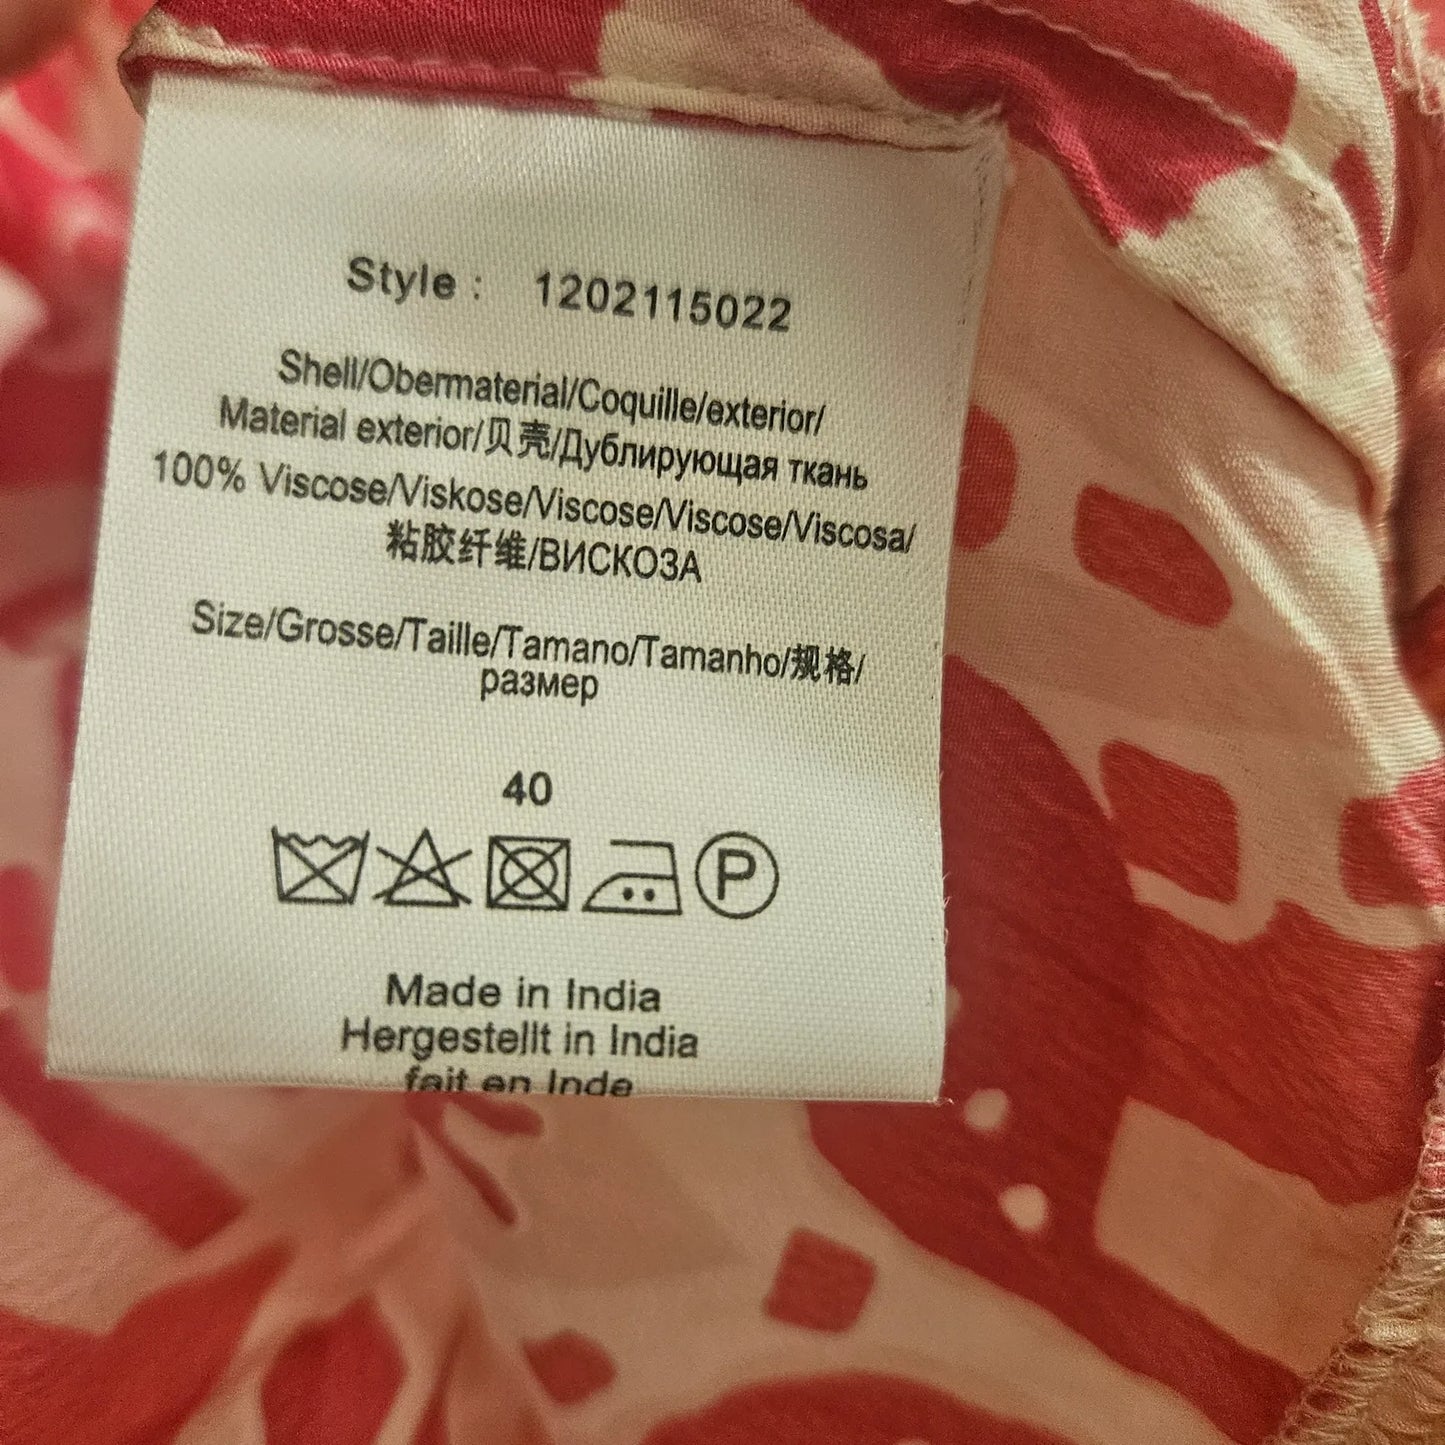 Style : 1202115022
Shell/Obermaterial/Coquille/exterior/
Material exterior/贝壳/Дублирующая ткань
100% Viscose/Viskose/Viscose/Viscose/Viscosa/
粘胶纤维/ВИСКОЗА
Size/Grosse/Taille/Tamano/Tamanho/规格/
размер
40
P
Made in India
Hergestellt in India
fait en Inde